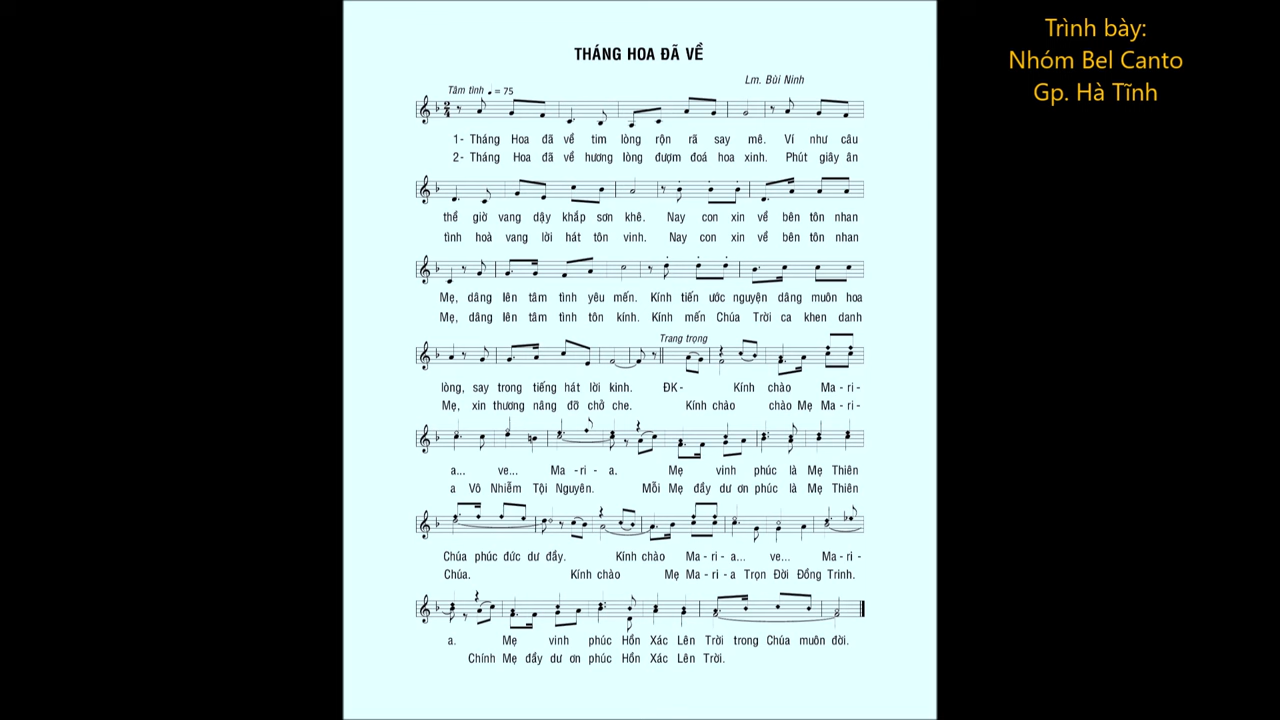 THÁNG HOA ĐÃ VỀ
Lm. Bùi Ninh
Tâm tình ♩ = 75
1- Tháng Hoa đã về tim lòng rộn rã say mê. Ví như câu
2- Tháng Hoa đã về hương lòng đượm đoá hoa xinh. Phút giây ân
thề giờ vang dậy khắp sơn khê. Nay con xin về bên tôn nhan
tình hoà vang lời hát tôn vinh. Nay con xin về bên tôn nhan
Mẹ, dâng lên tâm tình yêu mến. Kính tiến ước nguyện dâng muôn hoa
Mẹ, dâng lên tâm tình tôn kính. Kính mến Chúa Trời ca khen danh
Trang trọng
lòng, say trong tiếng hát lời kinh. ĐK- Kính chào Ma - ri -
Mẹ, xin thương nâng đỡ chở che. Kính chào chào Mẹ Ma - ri -
a... ve... Ma - ri - a. Mẹ vinh phúc là Mẹ Thiên
a Vô Nhiễm Tội Nguyên. Mỗi Mẹ đầy dư ơn phúc là Mẹ Thiên
Chúa phúc đức dư đầy. Kính chào Ma - ri - a... ve... Ma - ri -
Chúa. Kính chào Mẹ Ma - ri - a Trọn Đời Đồng Trinh.
a. Mẹ vinh phúc Hồn Xác Lên Trời trong Chúa muôn đời.
Chính Mẹ đầy dư ơn phúc Hồn Xác Lên Trời.
Trình bày:
Nhóm Bel Canto
Gp. Hà Tĩnh